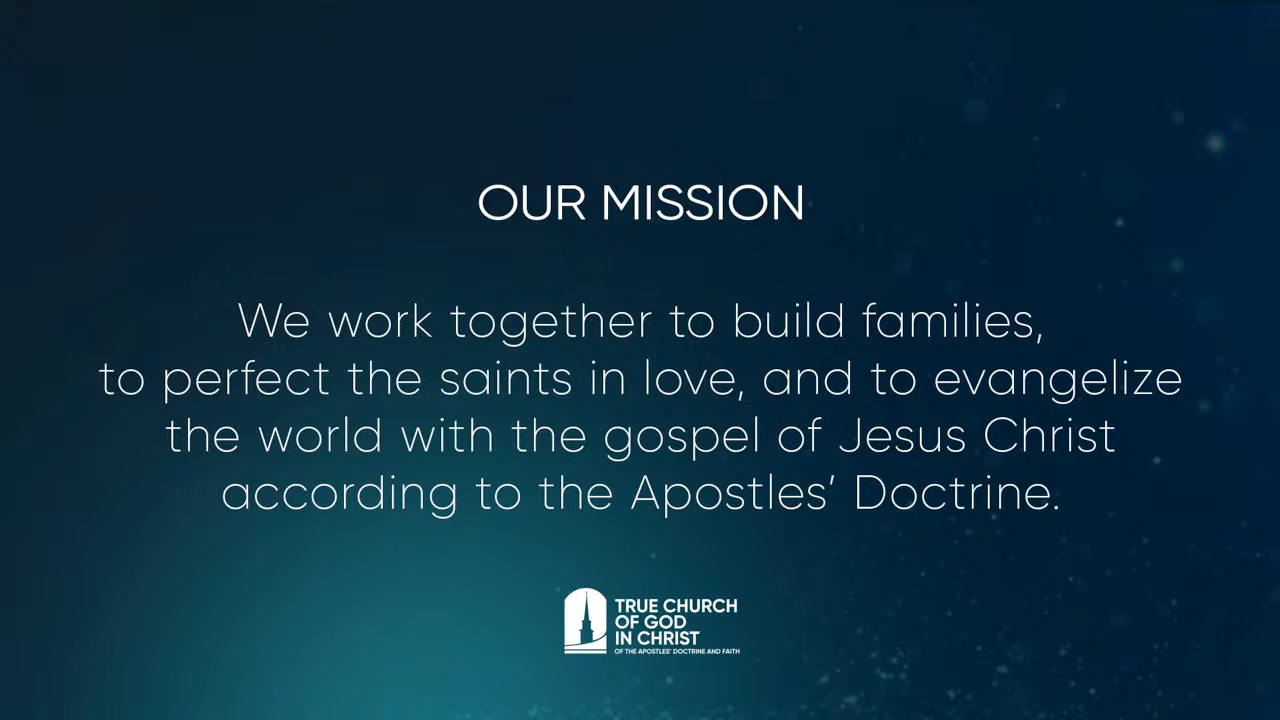 OUR MISSION
We work together to build families,
to perfect the saints in love, and to evangelize
the world with the gospel of Jesus Christ
according to the Apostles’ Doctrine.
TRUE CHURCH
OF GOD
IN CHRIST
OF THE APOSTLES’ DOCTRINE AND FAITH